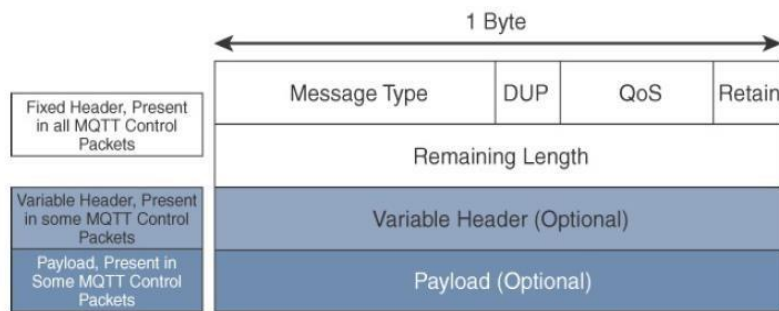 1 Byte
Message Type DUP QoS Retain
Fixed Header, Present
in all MQTT Control
Packets
Remaining Length
Variable Header, Present
in some MQTT Control
Packets
Variable Header (Optional)
Payload, Present in
Some MQTT Control
Packets
Payload (Optional)